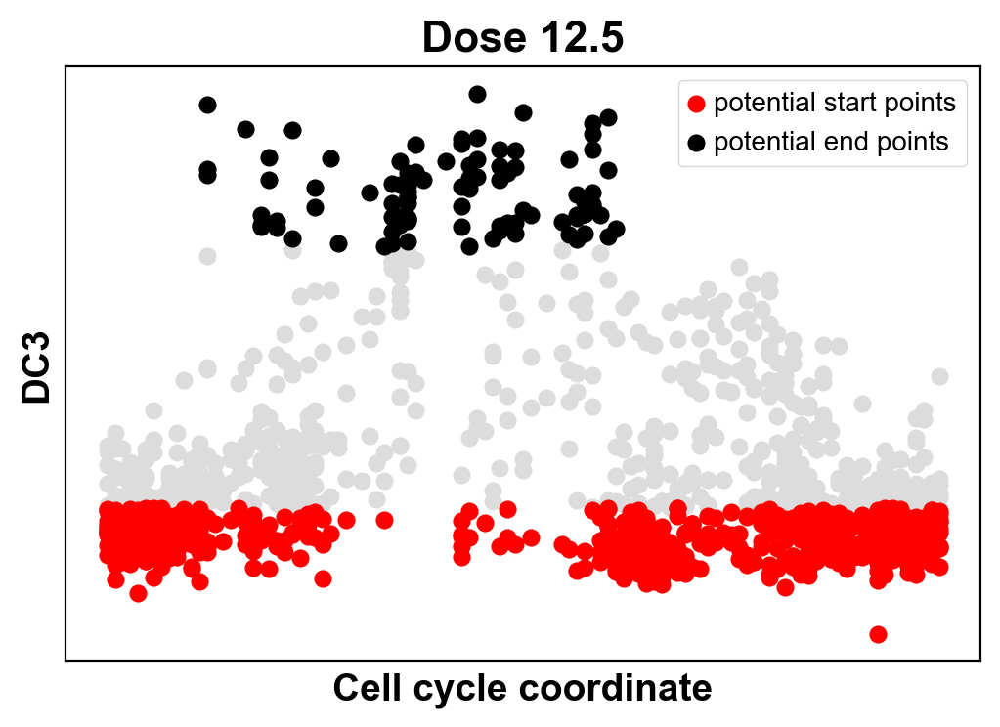 Dose 12.5
potential start points
potential end points
DC3
Cell cycle coordinate